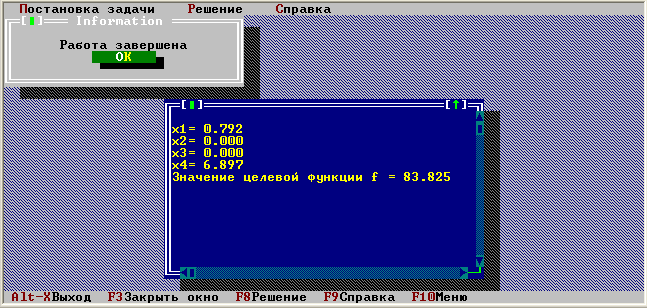 Постановка задачи Решение Справка
Information
Работа завершена
OK
x1= 0.792
x2= 0.000
x3= 0.000
x4= 6.897
Значение целевой функции f = 83.825
Alt-X Выход F3 Закрыть окно F8 Решение F9 Справка F10 Меню